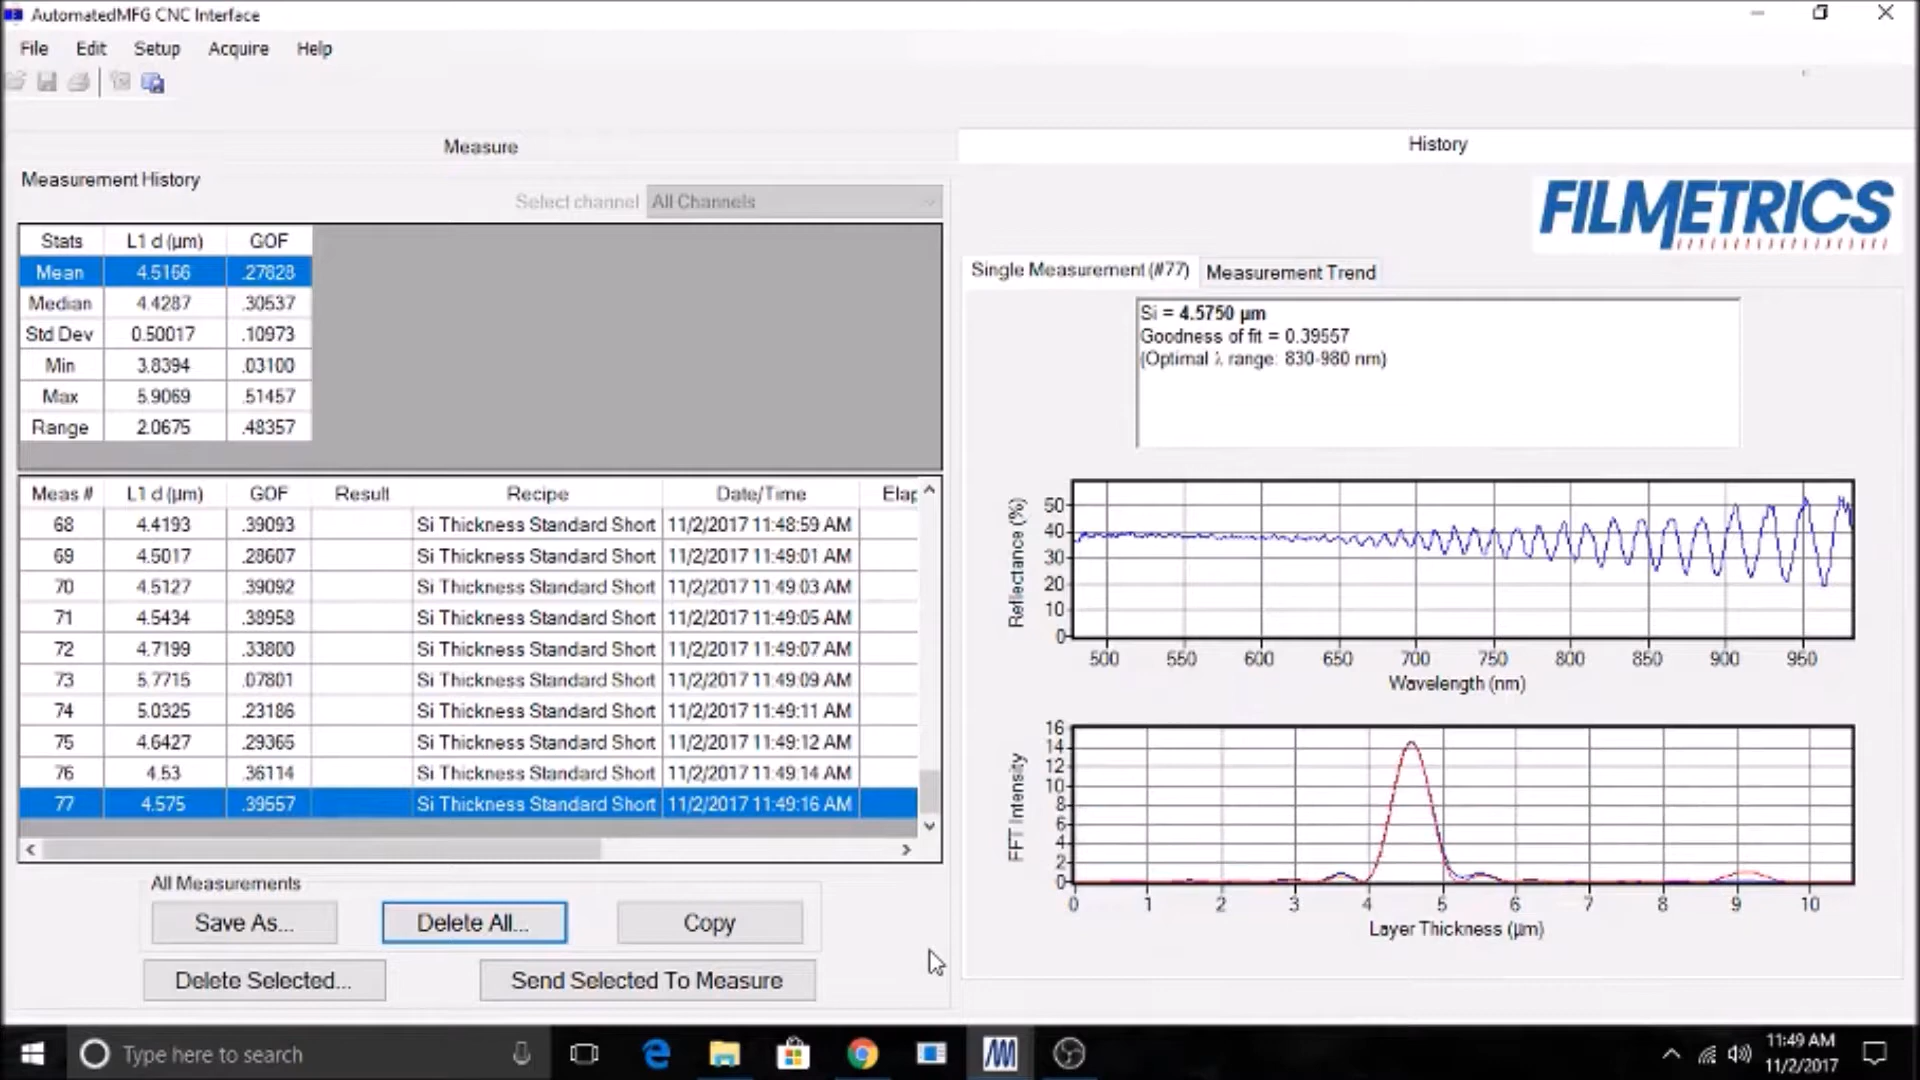 AutomatedMFG CNC Interface
File Edit Setup Acquire Help
Measure
History
Measurement History
Select channel All Channels
Stats L1 d (µm) GOF
Mean 4.5166 .27828
Median 4.4287 .30537
Std Dev 0.50017 .10973
Min 3.8394 .03100
Max 5.9069 .51457
Range 2.0675 .48357
Meas # L1 d (µm) GOF Result Recipe Date/Time Elap
68 4.4193 .39093 Si Thickness Standard Short 11/2/2017 11:48:59 AM
69 4.5017 .28607 Si Thickness Standard Short 11/2/2017 11:49:01 AM
70 4.5127 .39092 Si Thickness Standard Short 11/2/2017 11:49:03 AM
71 4.5434 .38958 Si Thickness Standard Short 11/2/2017 11:49:05 AM
72 4.7199 .33800 Si Thickness Standard Short 11/2/2017 11:49:07 AM
73 5.7715 .07801 Si Thickness Standard Short 11/2/2017 11:49:09 AM
74 5.0325 .23186 Si Thickness Standard Short 11/2/2017 11:49:11 AM
75 4.6427 .29365 Si Thickness Standard Short 11/2/2017 11:49:12 AM
76 4.53 .36114 Si Thickness Standard Short 11/2/2017 11:49:14 AM
77 4.575 .39557 Si Thickness Standard Short 11/2/2017 11:49:16 AM
All Measurements
Save As... Delete All... Copy
Delete Selected... Send Selected To Measure
FILMETRICS
Single Measurement (#77) Measurement Trend
Si = 4.5750 µm
Goodness of fit = 0.39557
(Optimal λ range: 830-980 nm)
Reflectance (%)
50
40
30
20
10
0
500 550 600 650 700 750 800 850 900 950
Wavelength (nm)
FFT Intensity
16
14
12
10
8
6
4
2
0
0 1 2 3 4 5 6 7 8 9 10
Layer Thickness (µm)
Type here to search
11:49 AM
11/2/2017